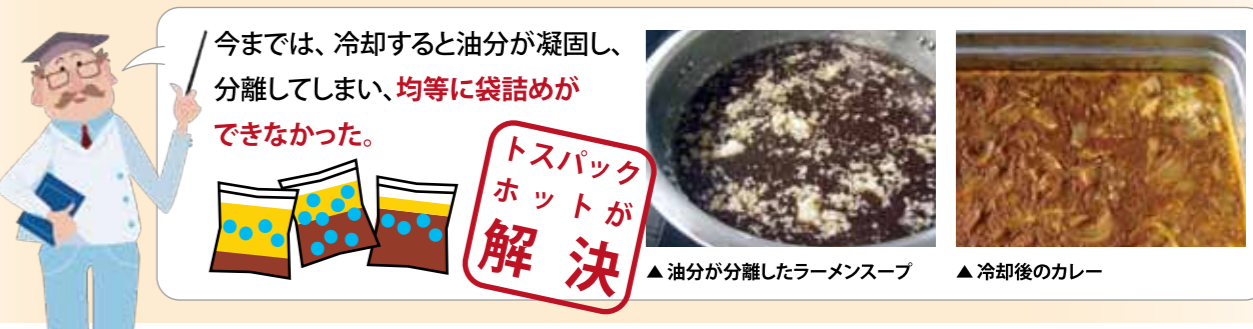 今までは、冷却すると油分が凝固し、
分離してしまい、均等に袋詰めが
できなかった。
トスパック
ホットが
解決
▲油分が分離したラーメンスープ
▲冷却後のカレー